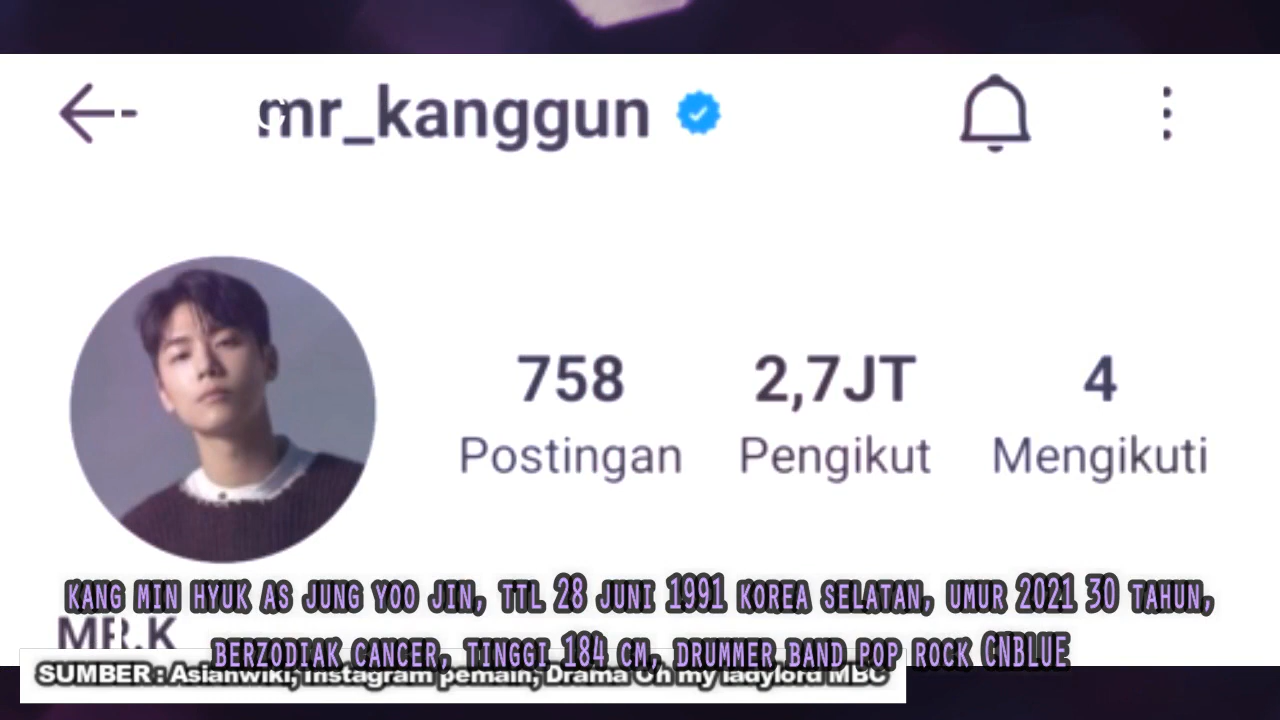 mr_kanggun
758 2,7JT 4
Postingan Pengikut Mengikuti
KANG MIN HYUK AS JUNG YOO JIN, TTL 28 JUNI 1991 KOREA SELATAN, UMUR 2021 30 TAHUN,
MR.K
BERZODIAK CANCER, TINGGI 184 CM, DRUMMER BAND POP ROCK CNBLUE
SUMBER : Asianwiki, Instagram pemain, Drama Oh my ladylord MBC